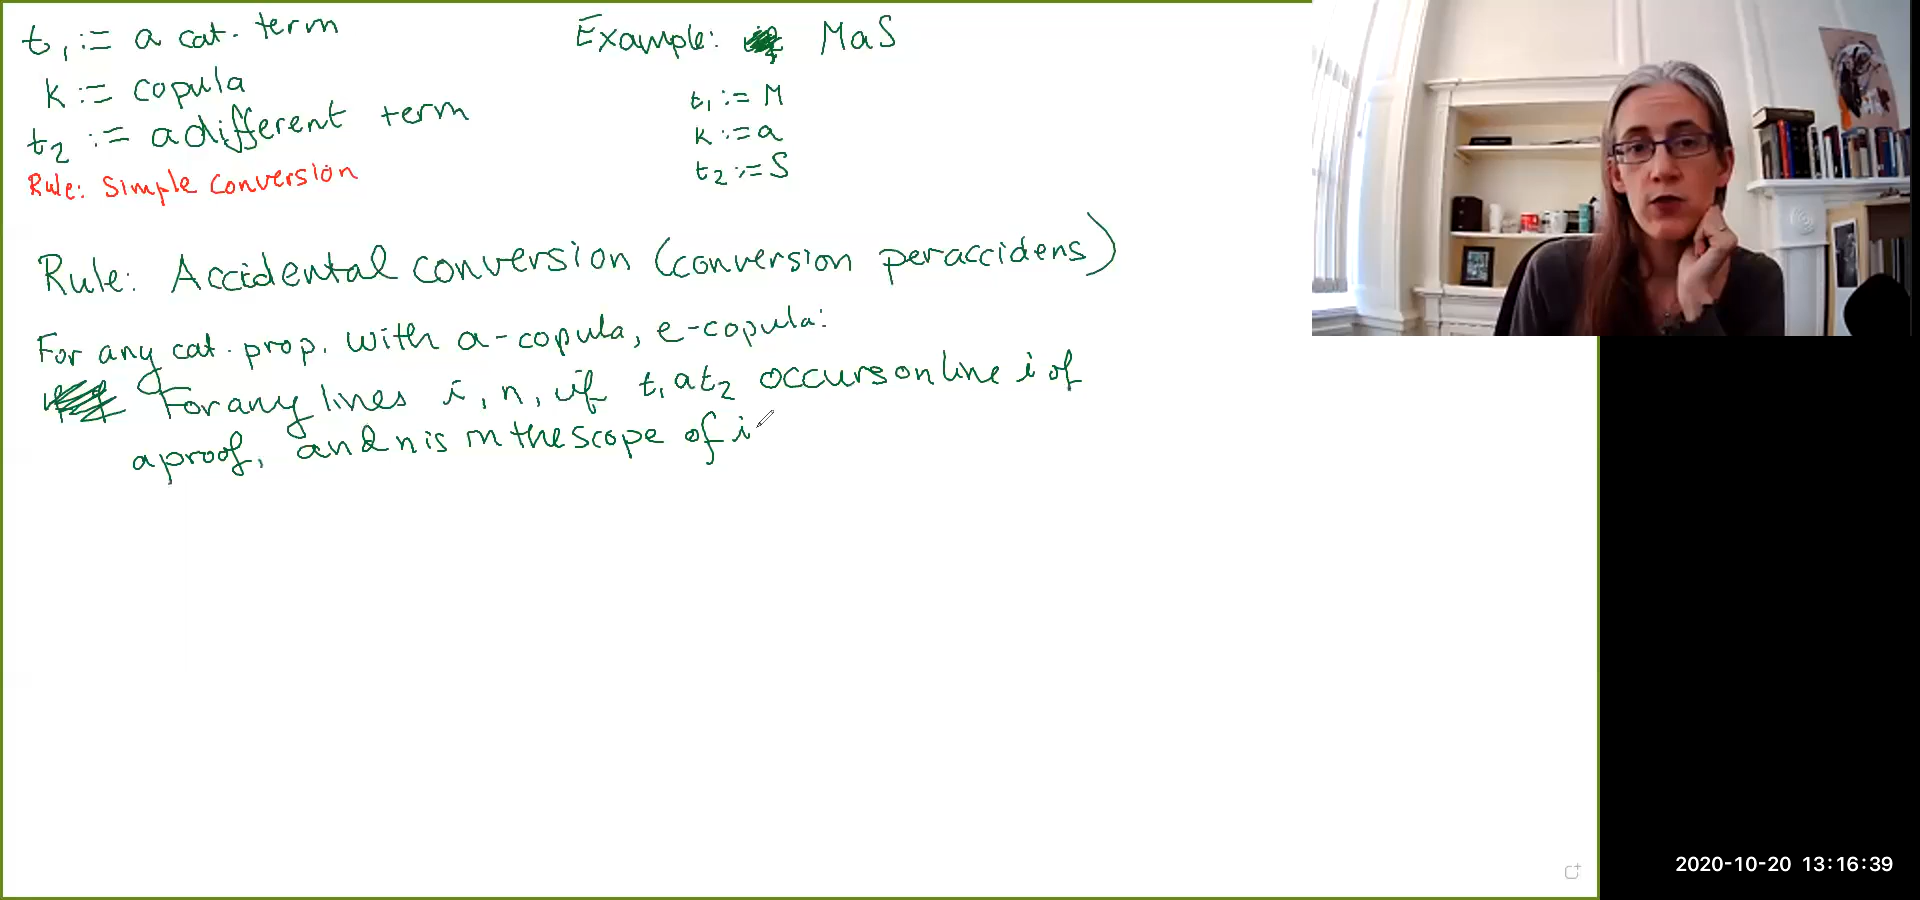 t₁ := a cat. term
k := copula
t₂ := a different term
Rule: Simple Conversion
Example: MaS
t₁ := M
k := a
t₂ := S
Rule: Accidental conversion (conversion per accidens)
For any cat. prop. with a-copula, e-copula:
For any lines i, n, if t₁at₂ occurs on line i of
a proof, and n is in the scope of i
2020-10-20 13:16:39